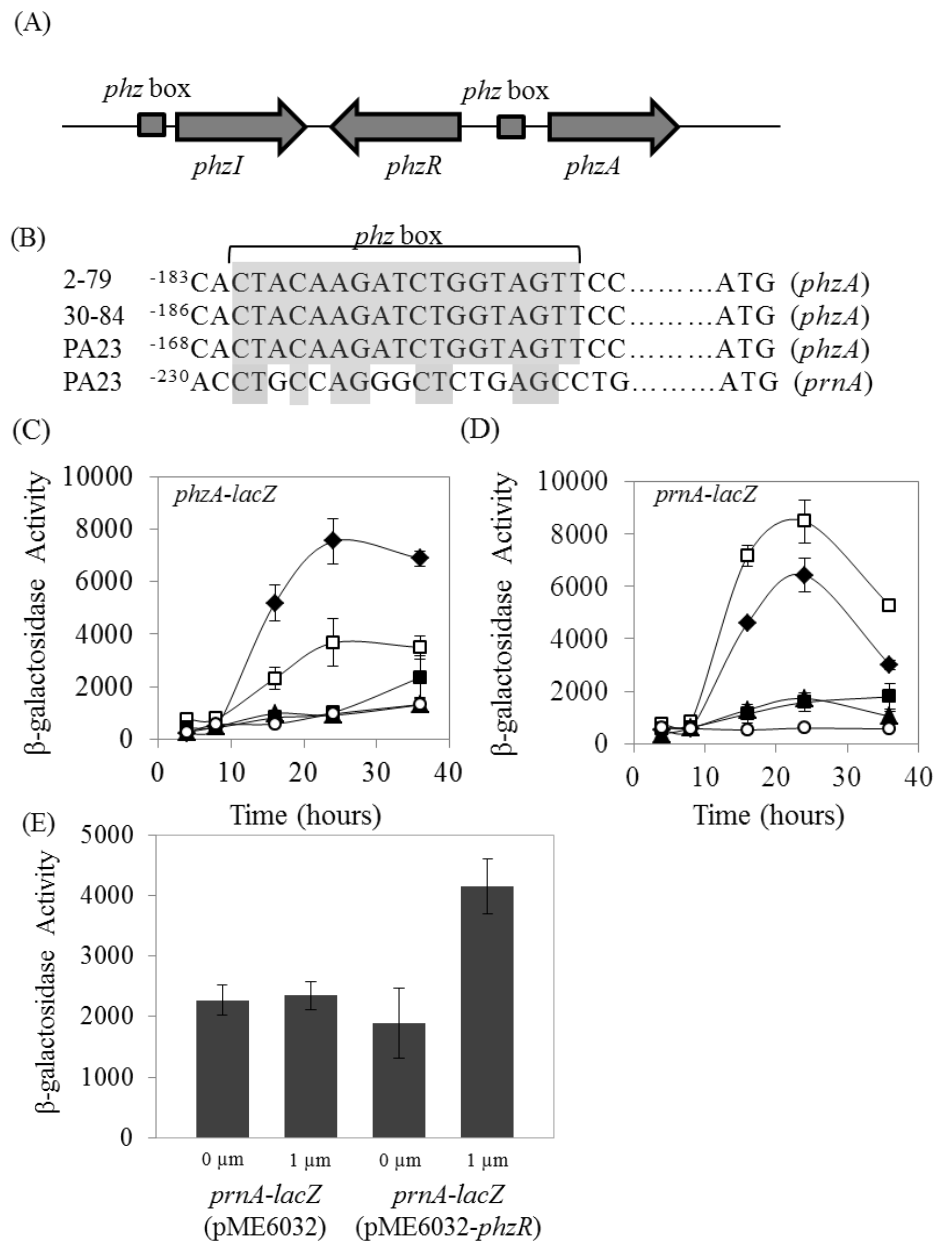 (A)
phz box
phz box
phzI
phzR
phzA
(B)
phz box
2-79 -183CACTACAAGATCTGGTAGTTCC………ATG (phzA)
30-84 -186CACTACAAGATCTGGTAGTTCC………ATG (phzA)
PA23 -168CACTACAAGATCTGGTAGTTCC………ATG (phzA)
PA23 -230ACCTGCCAGGGCTCTGAGCCTG………ATG (prnA)
(C)
phzA-lacZ
β-galactosidase Activity
10000
8000
6000
4000
2000
0
0 10 20 30 40
Time (hours)
(D)
prnA-lacZ
β-galactosidase Activity
10000
8000
6000
4000
2000
0
0 10 20 30 40
Time (hours)
(E)
β-galactosidase Activity
5000
4000
3000
2000
1000
0
0 µm 1 µm 0 µm 1 µm
prnA-lacZ prnA-lacZ
(pME6032) (pME6032-phzR)